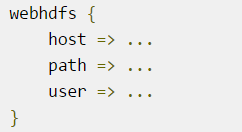 webhdfs {
    host => ...
    path => ...
    user => ...
}